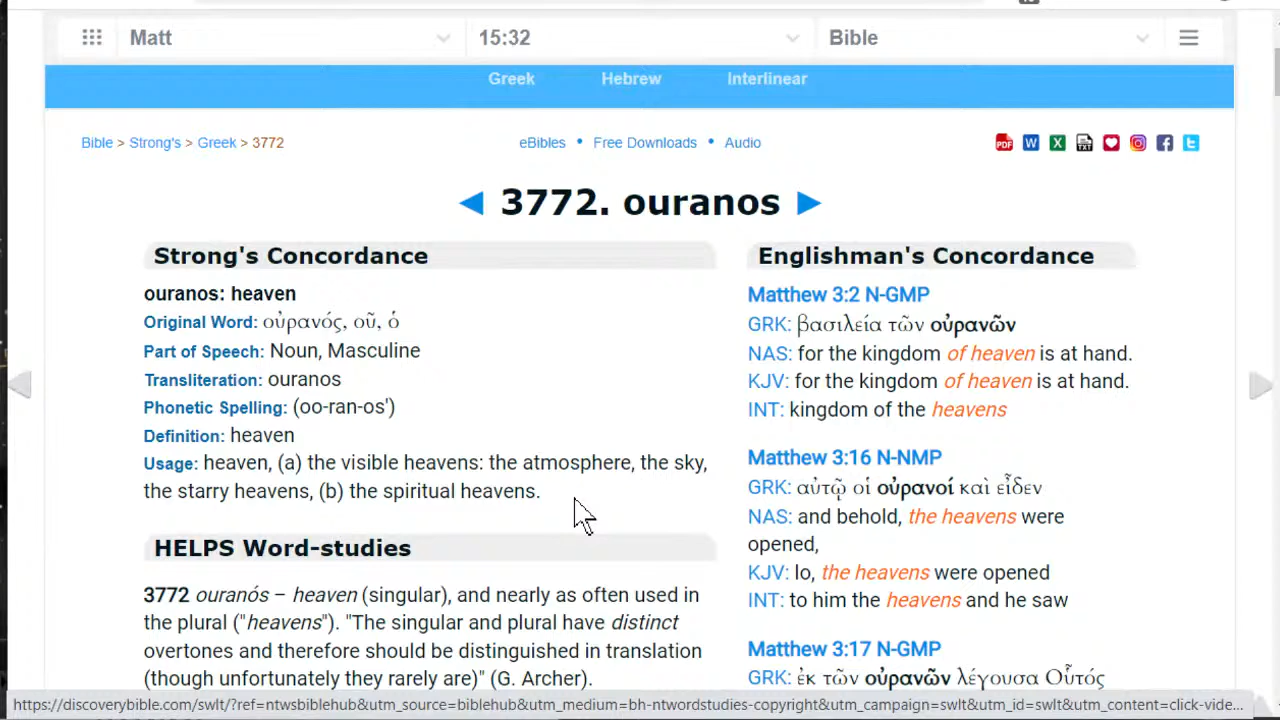 Matt
15:32
Bible
Greek Hebrew Interlinear
Bible > Strong's > Greek > 3772
eBibles • Free Downloads • Audio
◄ 3772. ouranos ►
Strong's Concordance
ouranos: heaven
Original Word: οὐρανός, οῦ, ὁ
Part of Speech: Noun, Masculine
Transliteration: ouranos
Phonetic Spelling: (oo-ran-os')
Definition: heaven
Usage: heaven, (a) the visible heavens: the atmosphere, the sky,
the starry heavens, (b) the spiritual heavens.
HELPS Word-studies
3772 ouranós – heaven (singular), and nearly as often used in
the plural ("heavens"). "The singular and plural have distinct
overtones and therefore should be distinguished in translation
(though unfortunately they rarely are)" (G. Archer).
Englishman's Concordance
Matthew 3:2 N-GMP
GRK: βασιλεία τῶν οὐρανῶν
NAS: for the kingdom of heaven is at hand.
KJV: for the kingdom of heaven is at hand.
INT: kingdom of the heavens
Matthew 3:16 N-NMP
GRK: αὐτῷ οἱ οὐρανοί καὶ εἶδεν
NAS: and behold, the heavens were
opened,
KJV: lo, the heavens were opened
INT: to him the heavens and he saw
Matthew 3:17 N-GMP
GRK: ἐκ τῶν οὐρανῶν λέγουσα Οὗτός
https://discoverybible.com/swlt/?ref=ntwsbiblehub&utm_source=biblehub&utm_medium=bh-ntwordstudies-copyright&utm_campaign=swlt&utm_id=swlt&utm_content=click-vide...